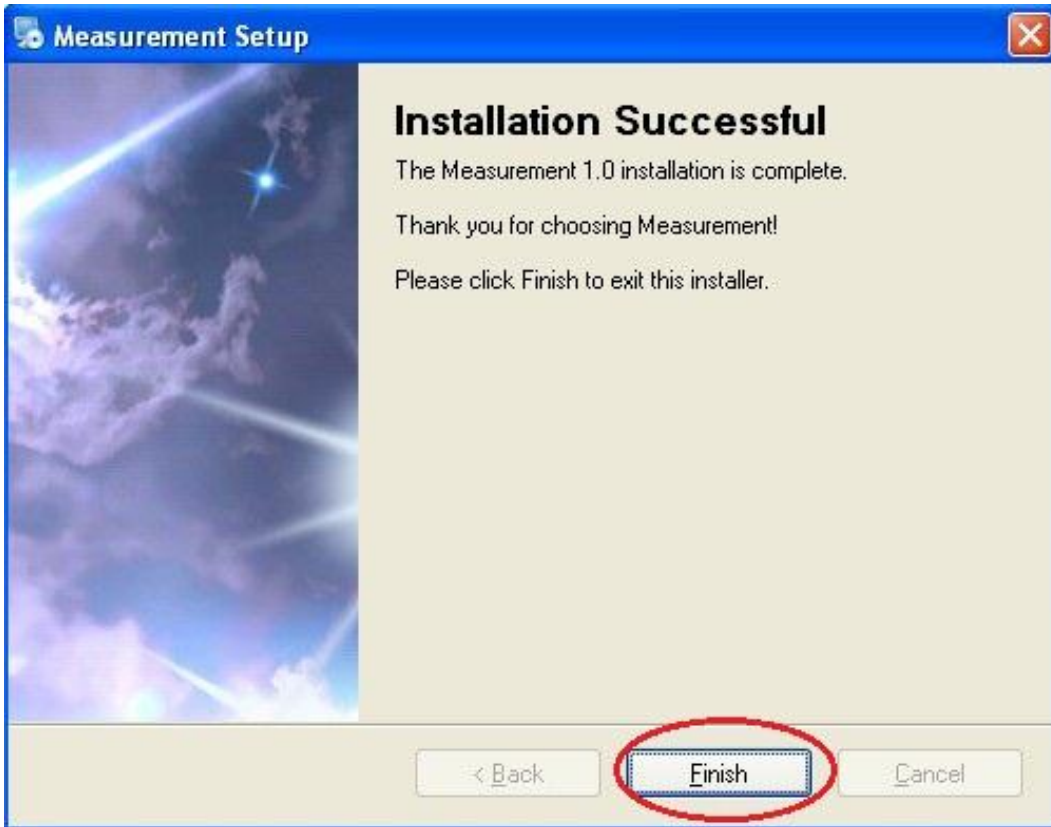 Measurement Setup
Installation Successful
The Measurement 1.0 installation is complete.
Thank you for choosing Measurement!
Please click Finish to exit this installer.
< Back
Finish
Cancel